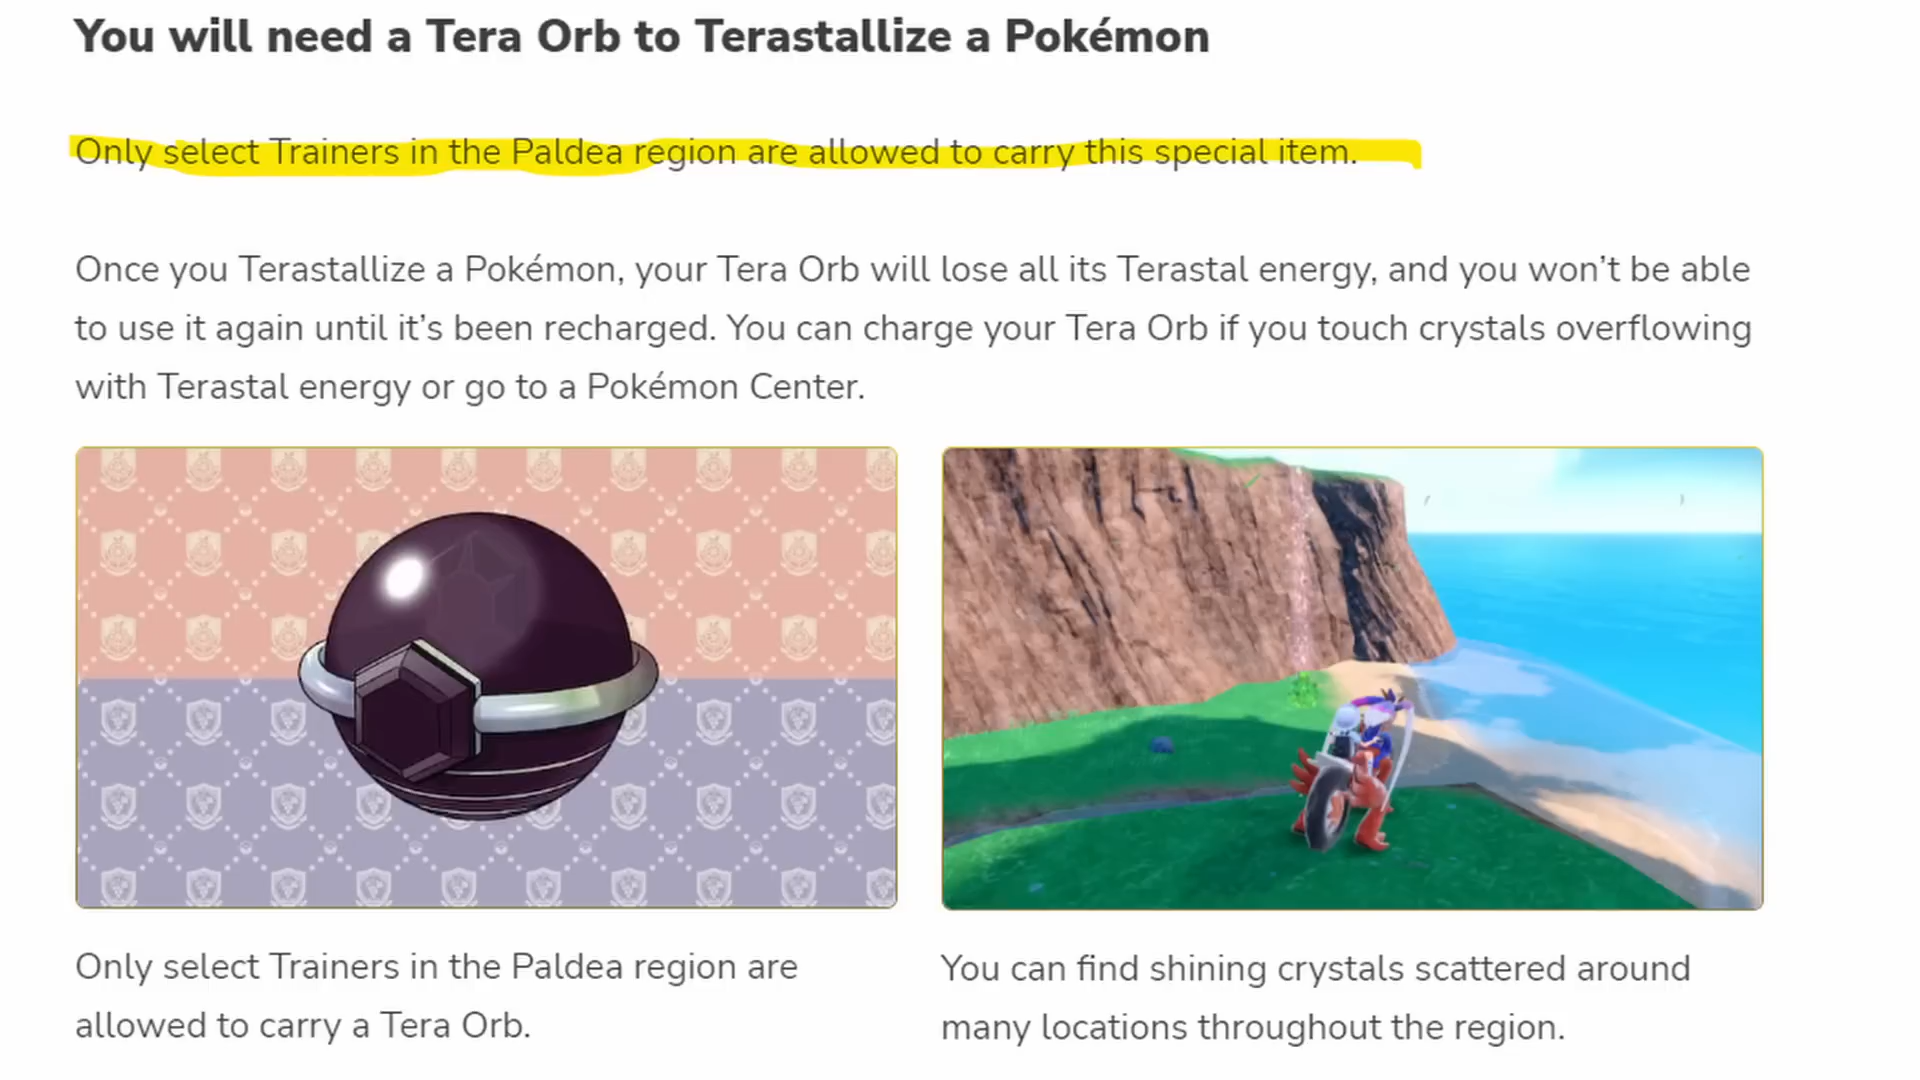 You will need a Tera Orb to Terastallize a Pokémon
Only select Trainers in the Paldea region are allowed to carry this special item.
Once you Terastallize a Pokémon, your Tera Orb will lose all its Terastal energy, and you won’t be able
to use it again until it’s been recharged. You can charge your Tera Orb if you touch crystals overflowing
with Terastal energy or go to a Pokémon Center.
Only select Trainers in the Paldea region are
allowed to carry a Tera Orb.
You can find shining crystals scattered around
many locations throughout the region.